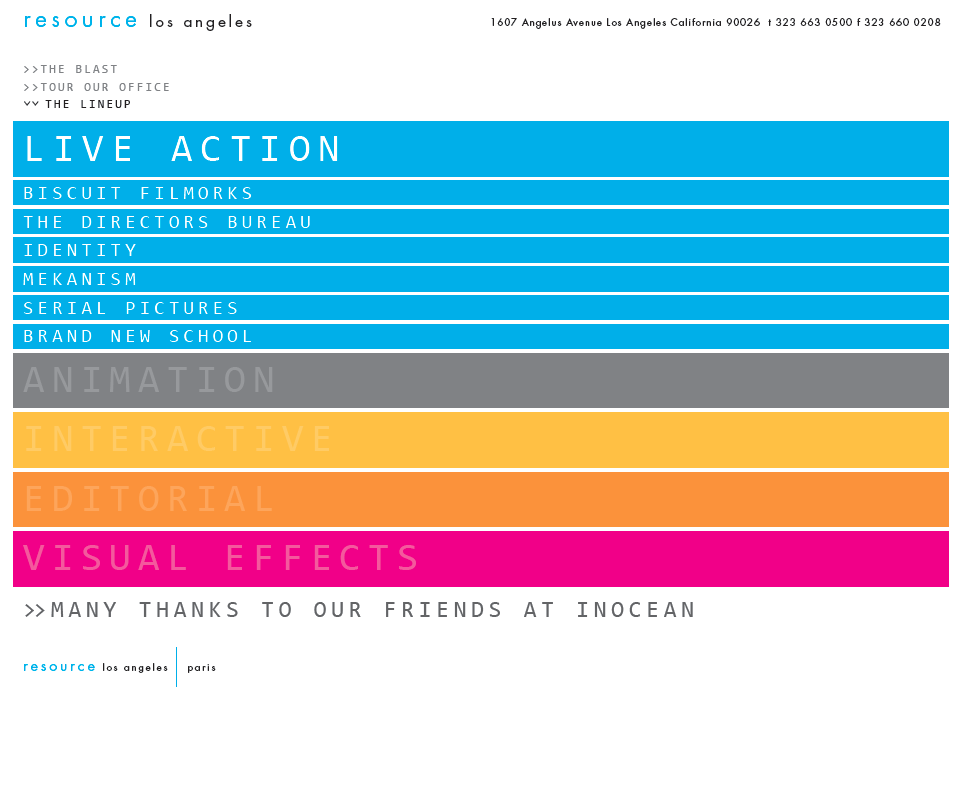 resource los angeles
1607 Angelus Avenue Los Angeles California 90026 t 323 663 0500 f 323 660 0208
>>THE BLAST
>>TOUR OUR OFFICE
THE LINEUP
LIVE ACTION
BISCUIT FILMORKS
THE DIRECTORS BUREAU
IDENTITY
MEKANISM
SERIAL PICTURES
BRAND NEW SCHOOL
ANIMATION
INTERACTIVE
EDITORIAL
VISUAL EFFECTS
>>MANY THANKS TO OUR FRIENDS AT INOCEAN
resource los angeles | paris